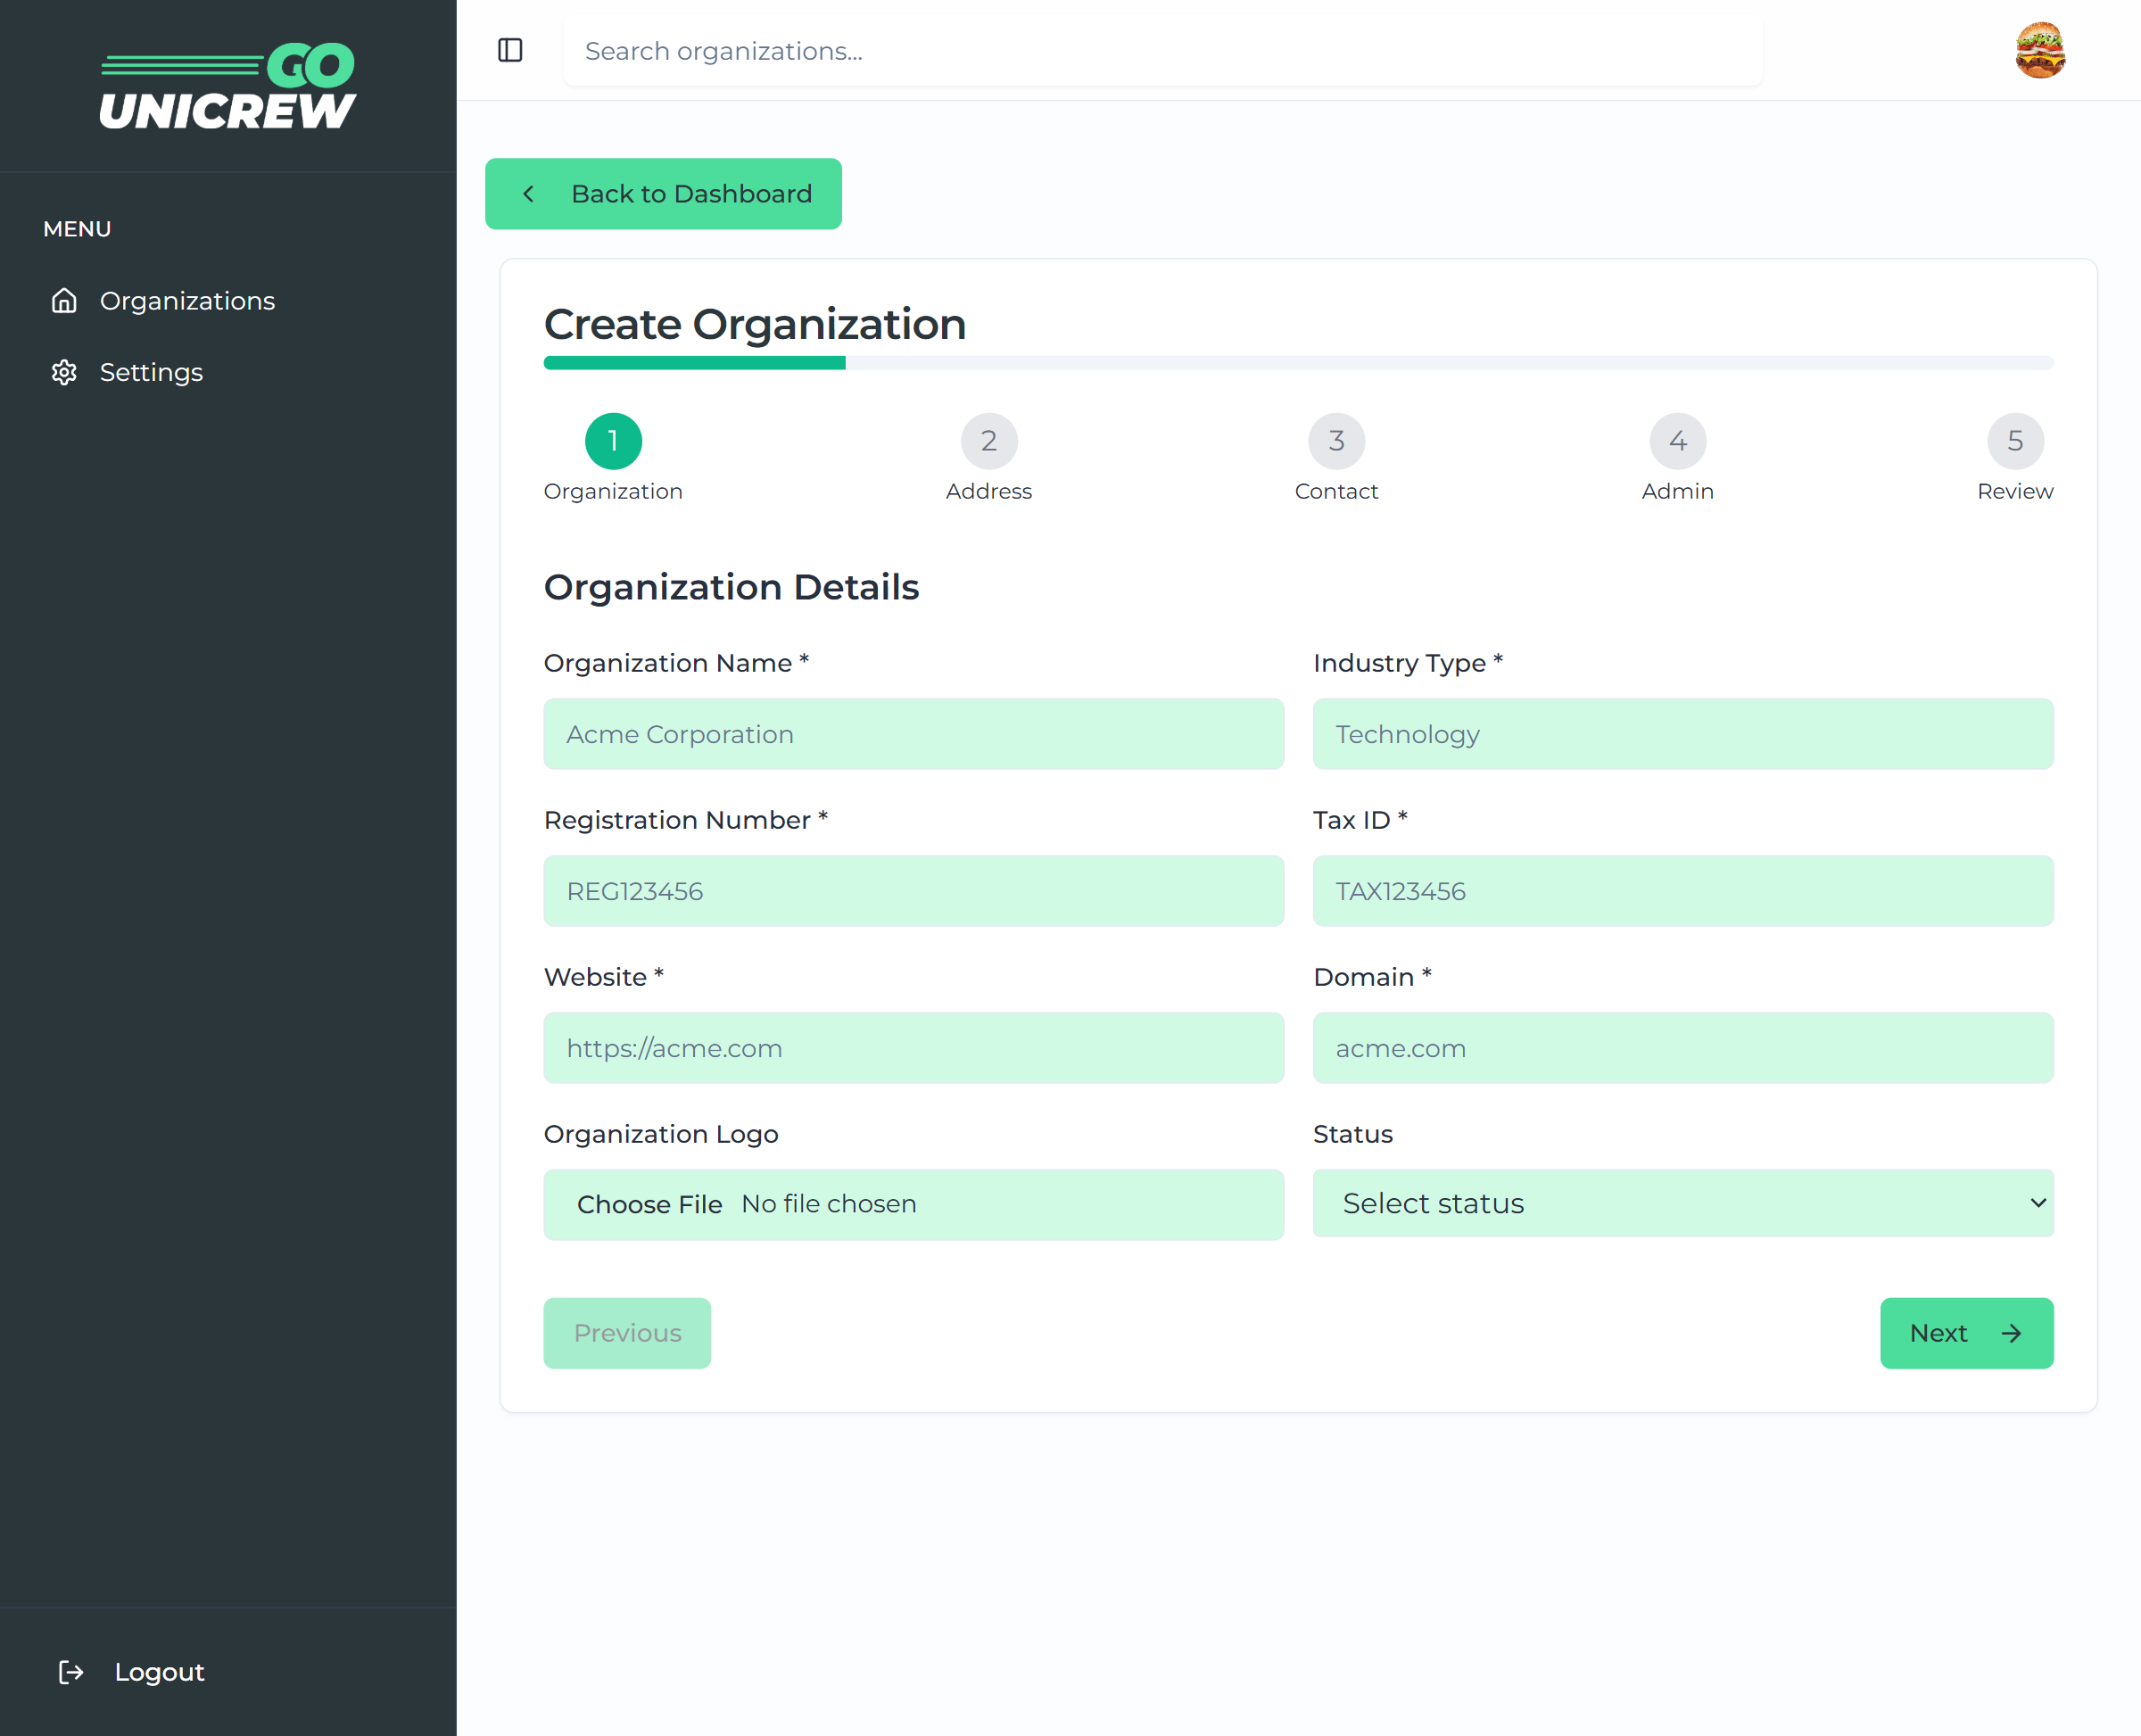 GO
UNICREW
MENU
Organizations
Settings
Logout
Search organizations...
Back to Dashboard
Create Organization
1 2 3 4 5
Organization Address Contact Admin Review
Organization Details
Organization Name * Industry Type *
Acme Corporation Technology
Registration Number * Tax ID *
REG123456 TAX123456
Website * Domain *
https://acme.com acme.com
Organization Logo Status
Choose File No file chosen Select status
Previous Next